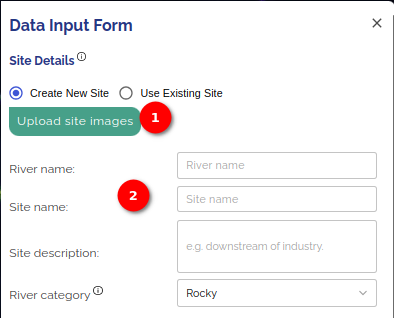 Data Input Form
Site Details
Create New Site Use Existing Site
Upload site images 1
River name: River name
2
Site name: Site name
Site description: e.g. downstream of industry.
River category Rocky